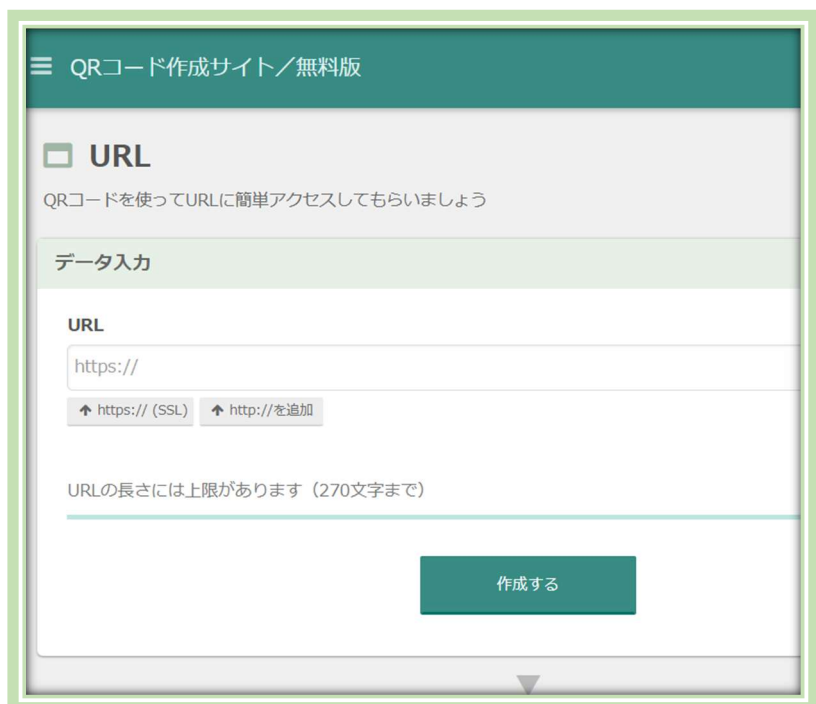 QRコード作成サイト／無料版
URL
QRコードを使ってURLに簡単アクセスしてもらいましょう
データ入力
URL
https://
https:// (SSL) http://を追加
URLの長さには上限があります（270文字まで）
作成する